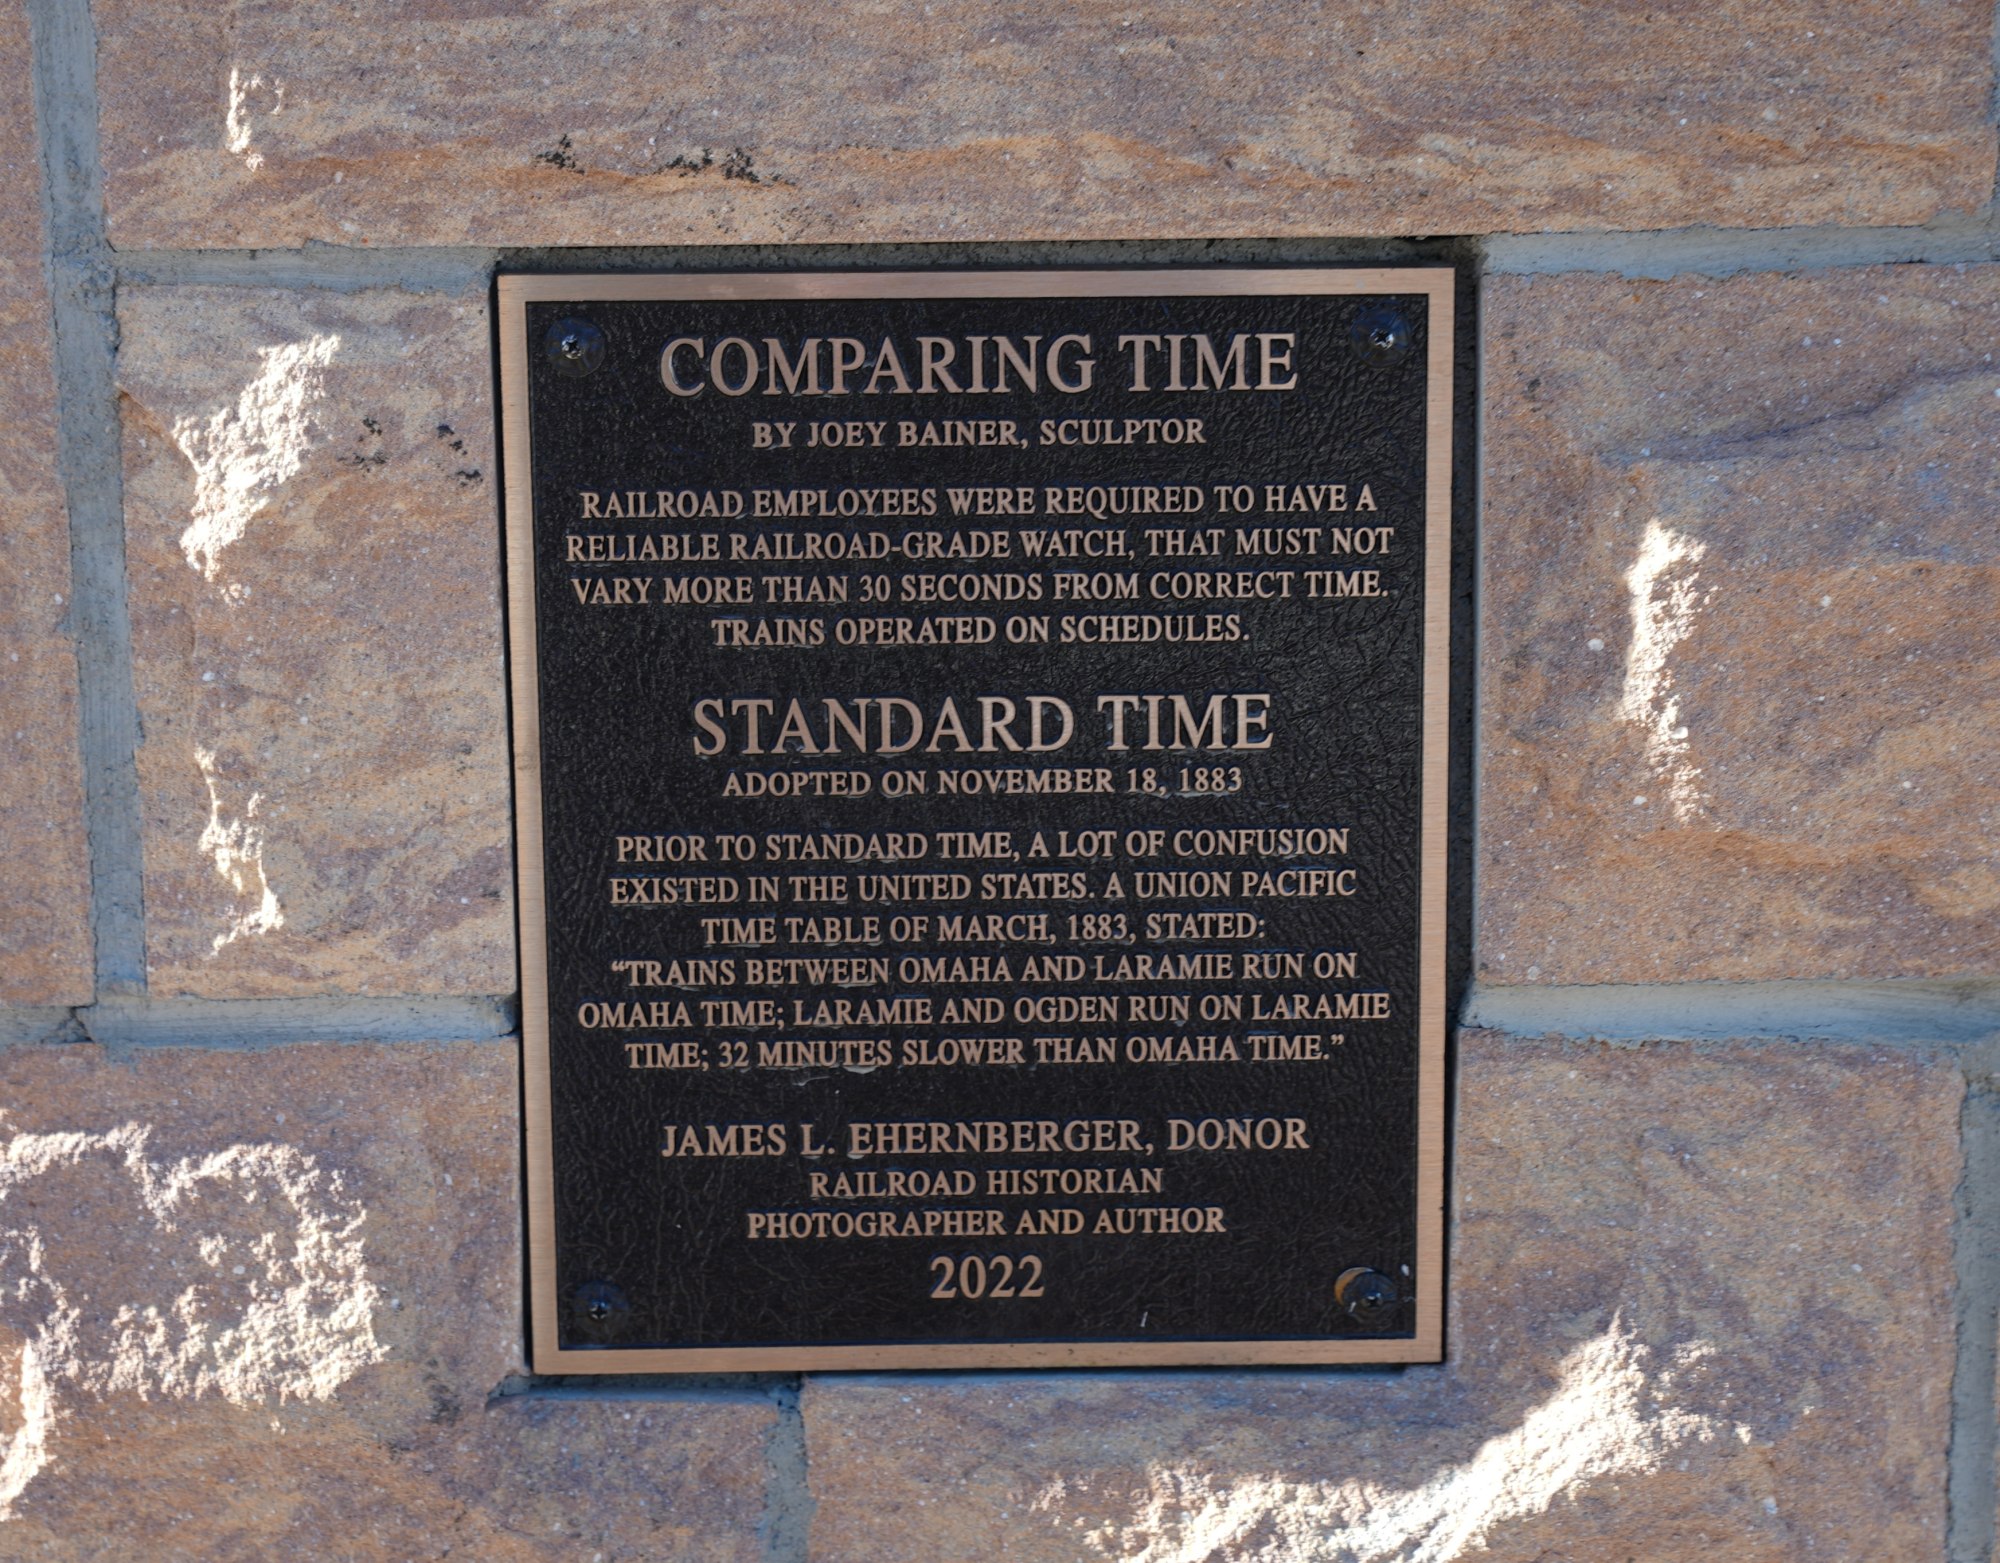 COMPARING TIME
BY JOEY BAINER, SCULPTOR
RAILROAD EMPLOYEES WERE REQUIRED TO HAVE A
RELIABLE RAILROAD-GRADE WATCH, THAT MUST NOT
VARY MORE THAN 30 SECONDS FROM CORRECT TIME.
TRAINS OPERATED ON SCHEDULES.
STANDARD TIME
ADOPTED ON NOVEMBER 18, 1883
PRIOR TO STANDARD TIME, A LOT OF CONFUSION
EXISTED IN THE UNITED STATES. A UNION PACIFIC
TIME TABLE OF MARCH, 1883, STATED:
“TRAINS BETWEEN OMAHA AND LARAMIE RUN ON
OMAHA TIME; LARAMIE AND OGDEN RUN ON LARAMIE
TIME; 32 MINUTES SLOWER THAN OMAHA TIME.”
JAMES L. EHERNBERGER, DONOR
RAILROAD HISTORIAN
PHOTOGRAPHER AND AUTHOR
2022